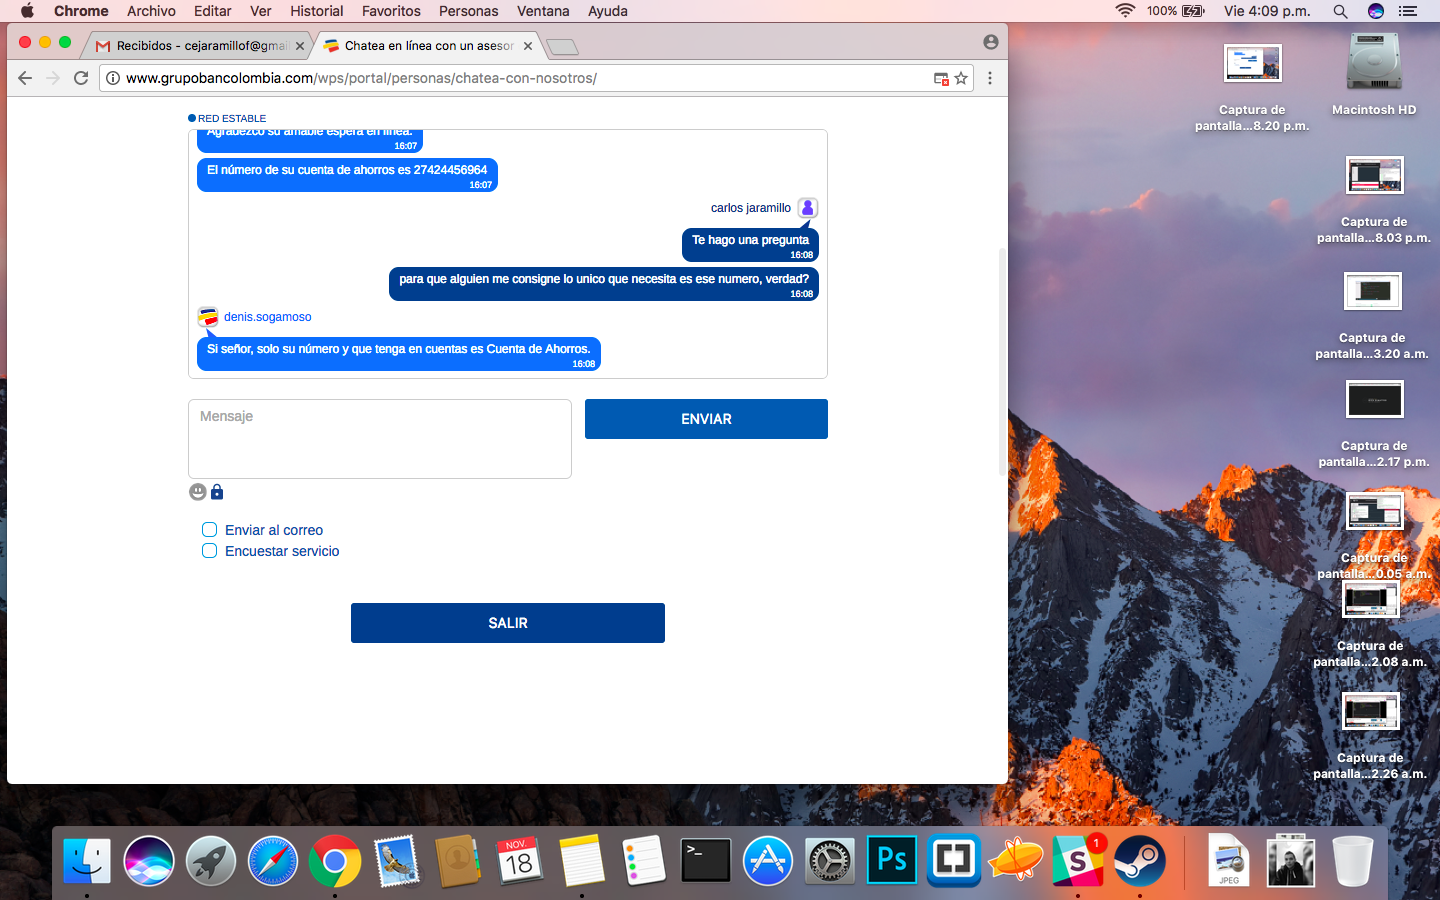 Chrome Archivo Editar Ver Historial Favoritos Personas Ventana Ayuda
100% Vie 4:09 p.m.
Recibidos - cejaramillof@gmai
Chatea en línea con un asesor
www.grupobancolombia.com/wps/portal/personas/chatea-con-nosotros/
RED ESTABLE
Agradezco su amable espera en línea.
16:07
El número de su cuenta de ahorros es 27424456964
16:07
carlos jaramillo
Te hago una pregunta
16:08
para que alguien me consigne lo unico que necesita es ese numero, verdad?
16:08
denis.sogamoso
Si señor, solo su número y que tenga en cuentas es Cuenta de Ahorros.
16:08
Mensaje
ENVIAR
Enviar al correo
Encuestar servicio
SALIR
Captura de
pantalla...8.20 p.m.
Macintosh HD
Captura de
pantalla...8.03 p.m.
Captura de
pantalla...3.20 a.m.
Captura de
pantalla...2.17 p.m.
Captura de
pantalla...0.05 a.m.
Captura de
pantalla...2.08 a.m.
Captura de
pantalla...2.26 a.m.
NOV.
18
>_
Ps
S
1
JPEG